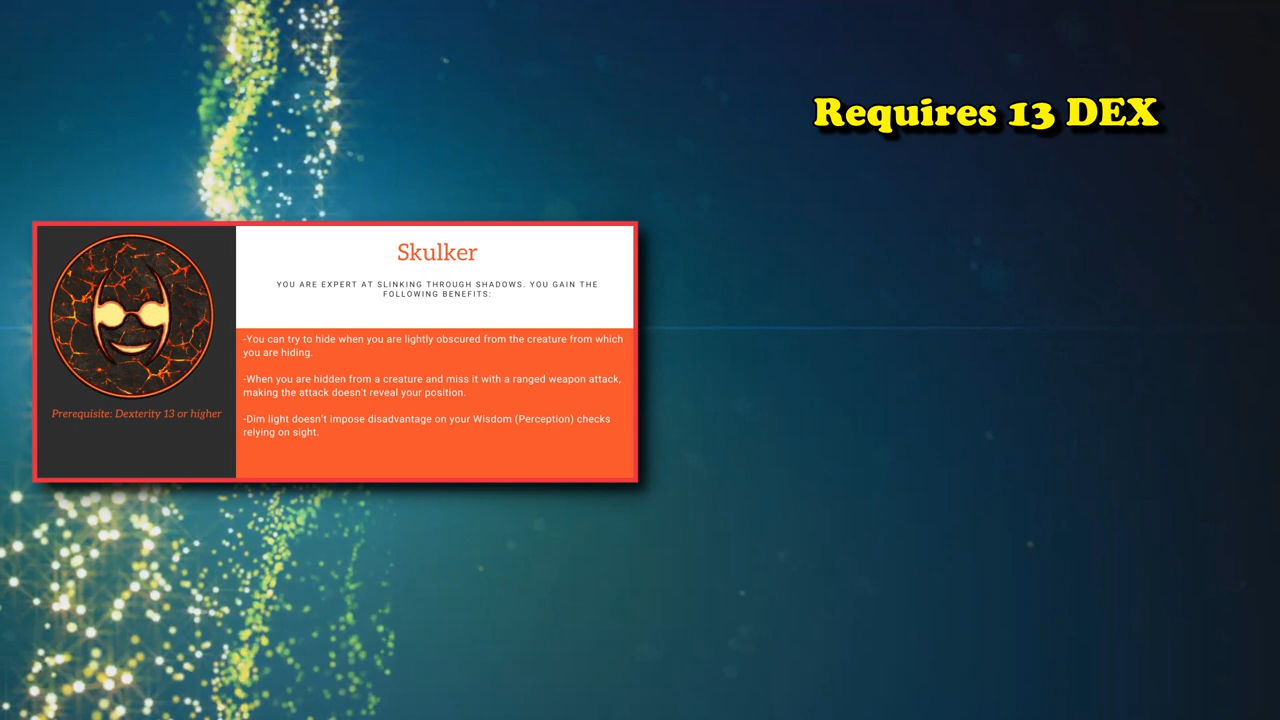 Requires 13 DEX
Skulker
YOU ARE EXPERT AT SLINKING THROUGH SHADOWS. YOU GAIN THE
FOLLOWING BENEFITS:
-You can try to hide when you are lightly obscured from the creature from which
you are hiding.
-When you are hidden from a creature and miss it with a ranged weapon attack,
making the attack doesn't reveal your position.
-Dim light doesn't impose disadvantage on your Wisdom (Perception) checks
relying on sight.
Prerequisite: Dexterity 13 or higher